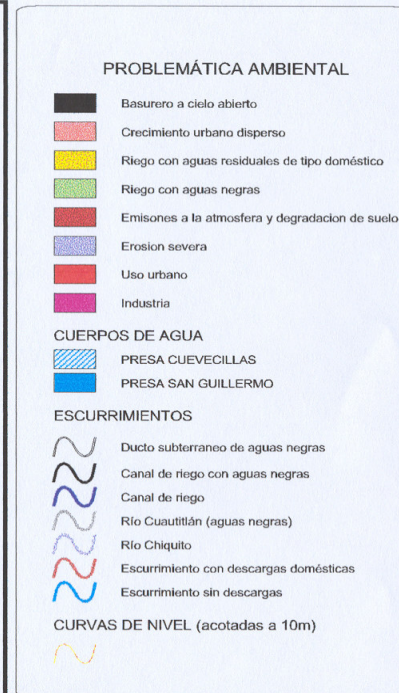 PROBLEMÁTICA AMBIENTAL
Basurero a cielo abierto
Crecimiento urbano disperso
Riego con aguas residuales de tipo doméstico
Riego con aguas negras
Emisones a la atmosfera y degradacion de suelo
Erosion severa
Uso urbano
Industria
CUERPOS DE AGUA
PRESA CUEVECILLAS
PRESA SAN GUILLERMO
ESCURRIMIENTOS
Ducto subterraneo de aguas negras
Canal de riego con aguas negras
Canal de riego
Río Cuautitlán (aguas negras)
Río Chiquito
Escurrimiento con descargas domésticas
Escurrimiento sin descargas
CURVAS DE NIVEL (acotadas a 10m)